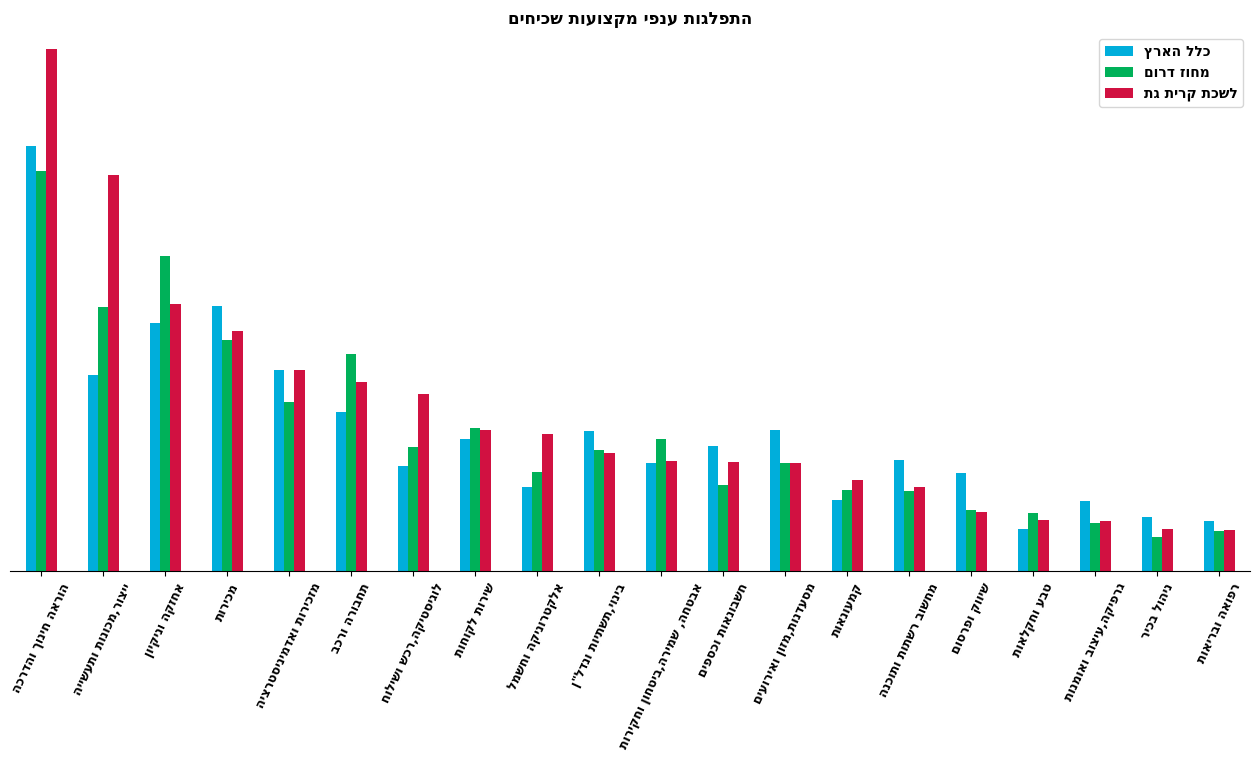 התפלגות ענפי מקצועות שכיחים
כלל הארץ
מחוז דרום
לשכת קרית גת
הוראה חינוך והדרכה
ייצור,מכונות ותעשייה
אחזקה וניקיון
מכירות
מזכירות ואדמיניסטרציה
תחבורה ורכב
לוגיסטיקה,רכש ושילוח
שירות לקוחות
אלקטרוניקה וחשמל
בינוי,תשתיות ונדל"ן
אבטחה, שמירה,ביטחון וחקירות
חשבונאות וכספים
מסעדנות,מזון ואירועים
קמעונאות
מחשוב רשתות ותוכנה
שיווק ופרסום
טבע וחקלאות
גרפיקה,עיצוב ואומנות
ניהול בכיר
רפואה ובריאות